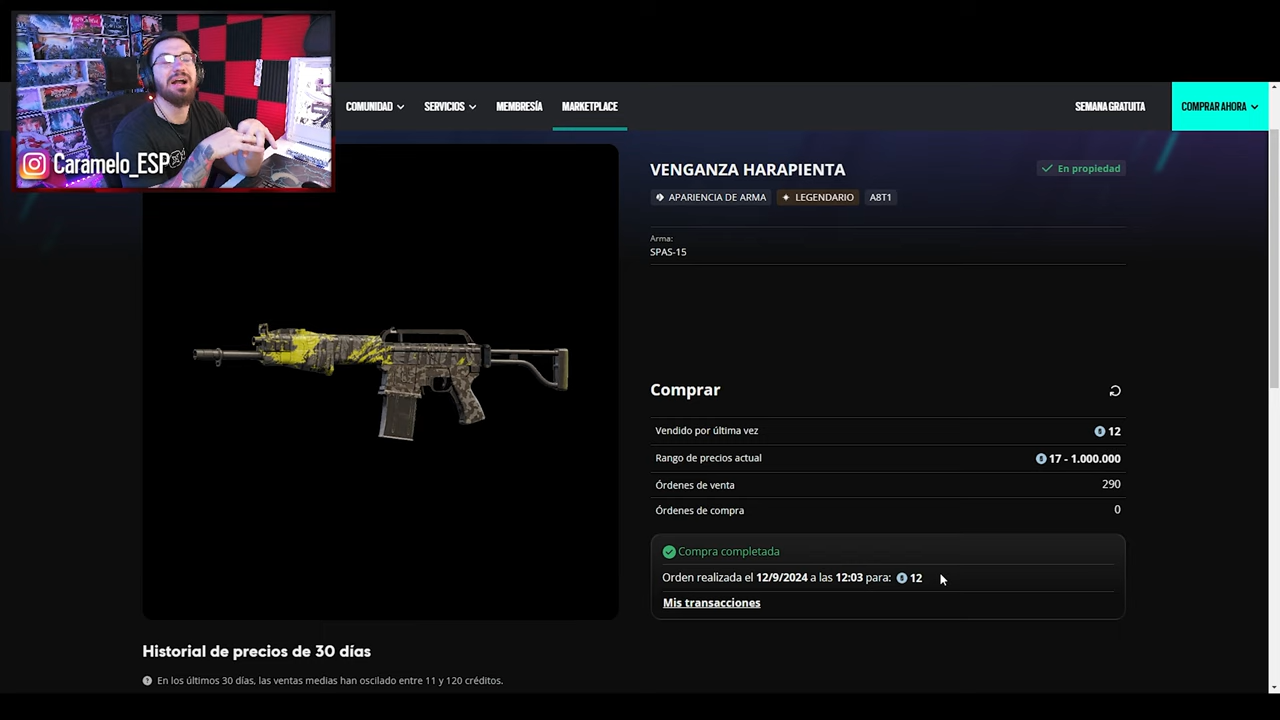 Caramelo_ESP
COMUNIDAD
SERVICIOS
MEMBRESÍA
MARKETPLACE
SEMANA GRATUITA
COMPRAR AHORA
VENGANZA HARAPIENTA
En propiedad
APARIENCIA DE ARMA
LEGENDARIO
A8T1
Arma:
SPAS-15
Comprar
Vendido por última vez 12
Rango de precios actual 17 - 1.000.000
Órdenes de venta 290
Órdenes de compra 0
Compra completada
Orden realizada el 12/9/2024 a las 12:03 para: 12
Mis transacciones
Historial de precios de 30 días
En los últimos 30 días, las ventas medias han oscilado entre 11 y 120 créditos.